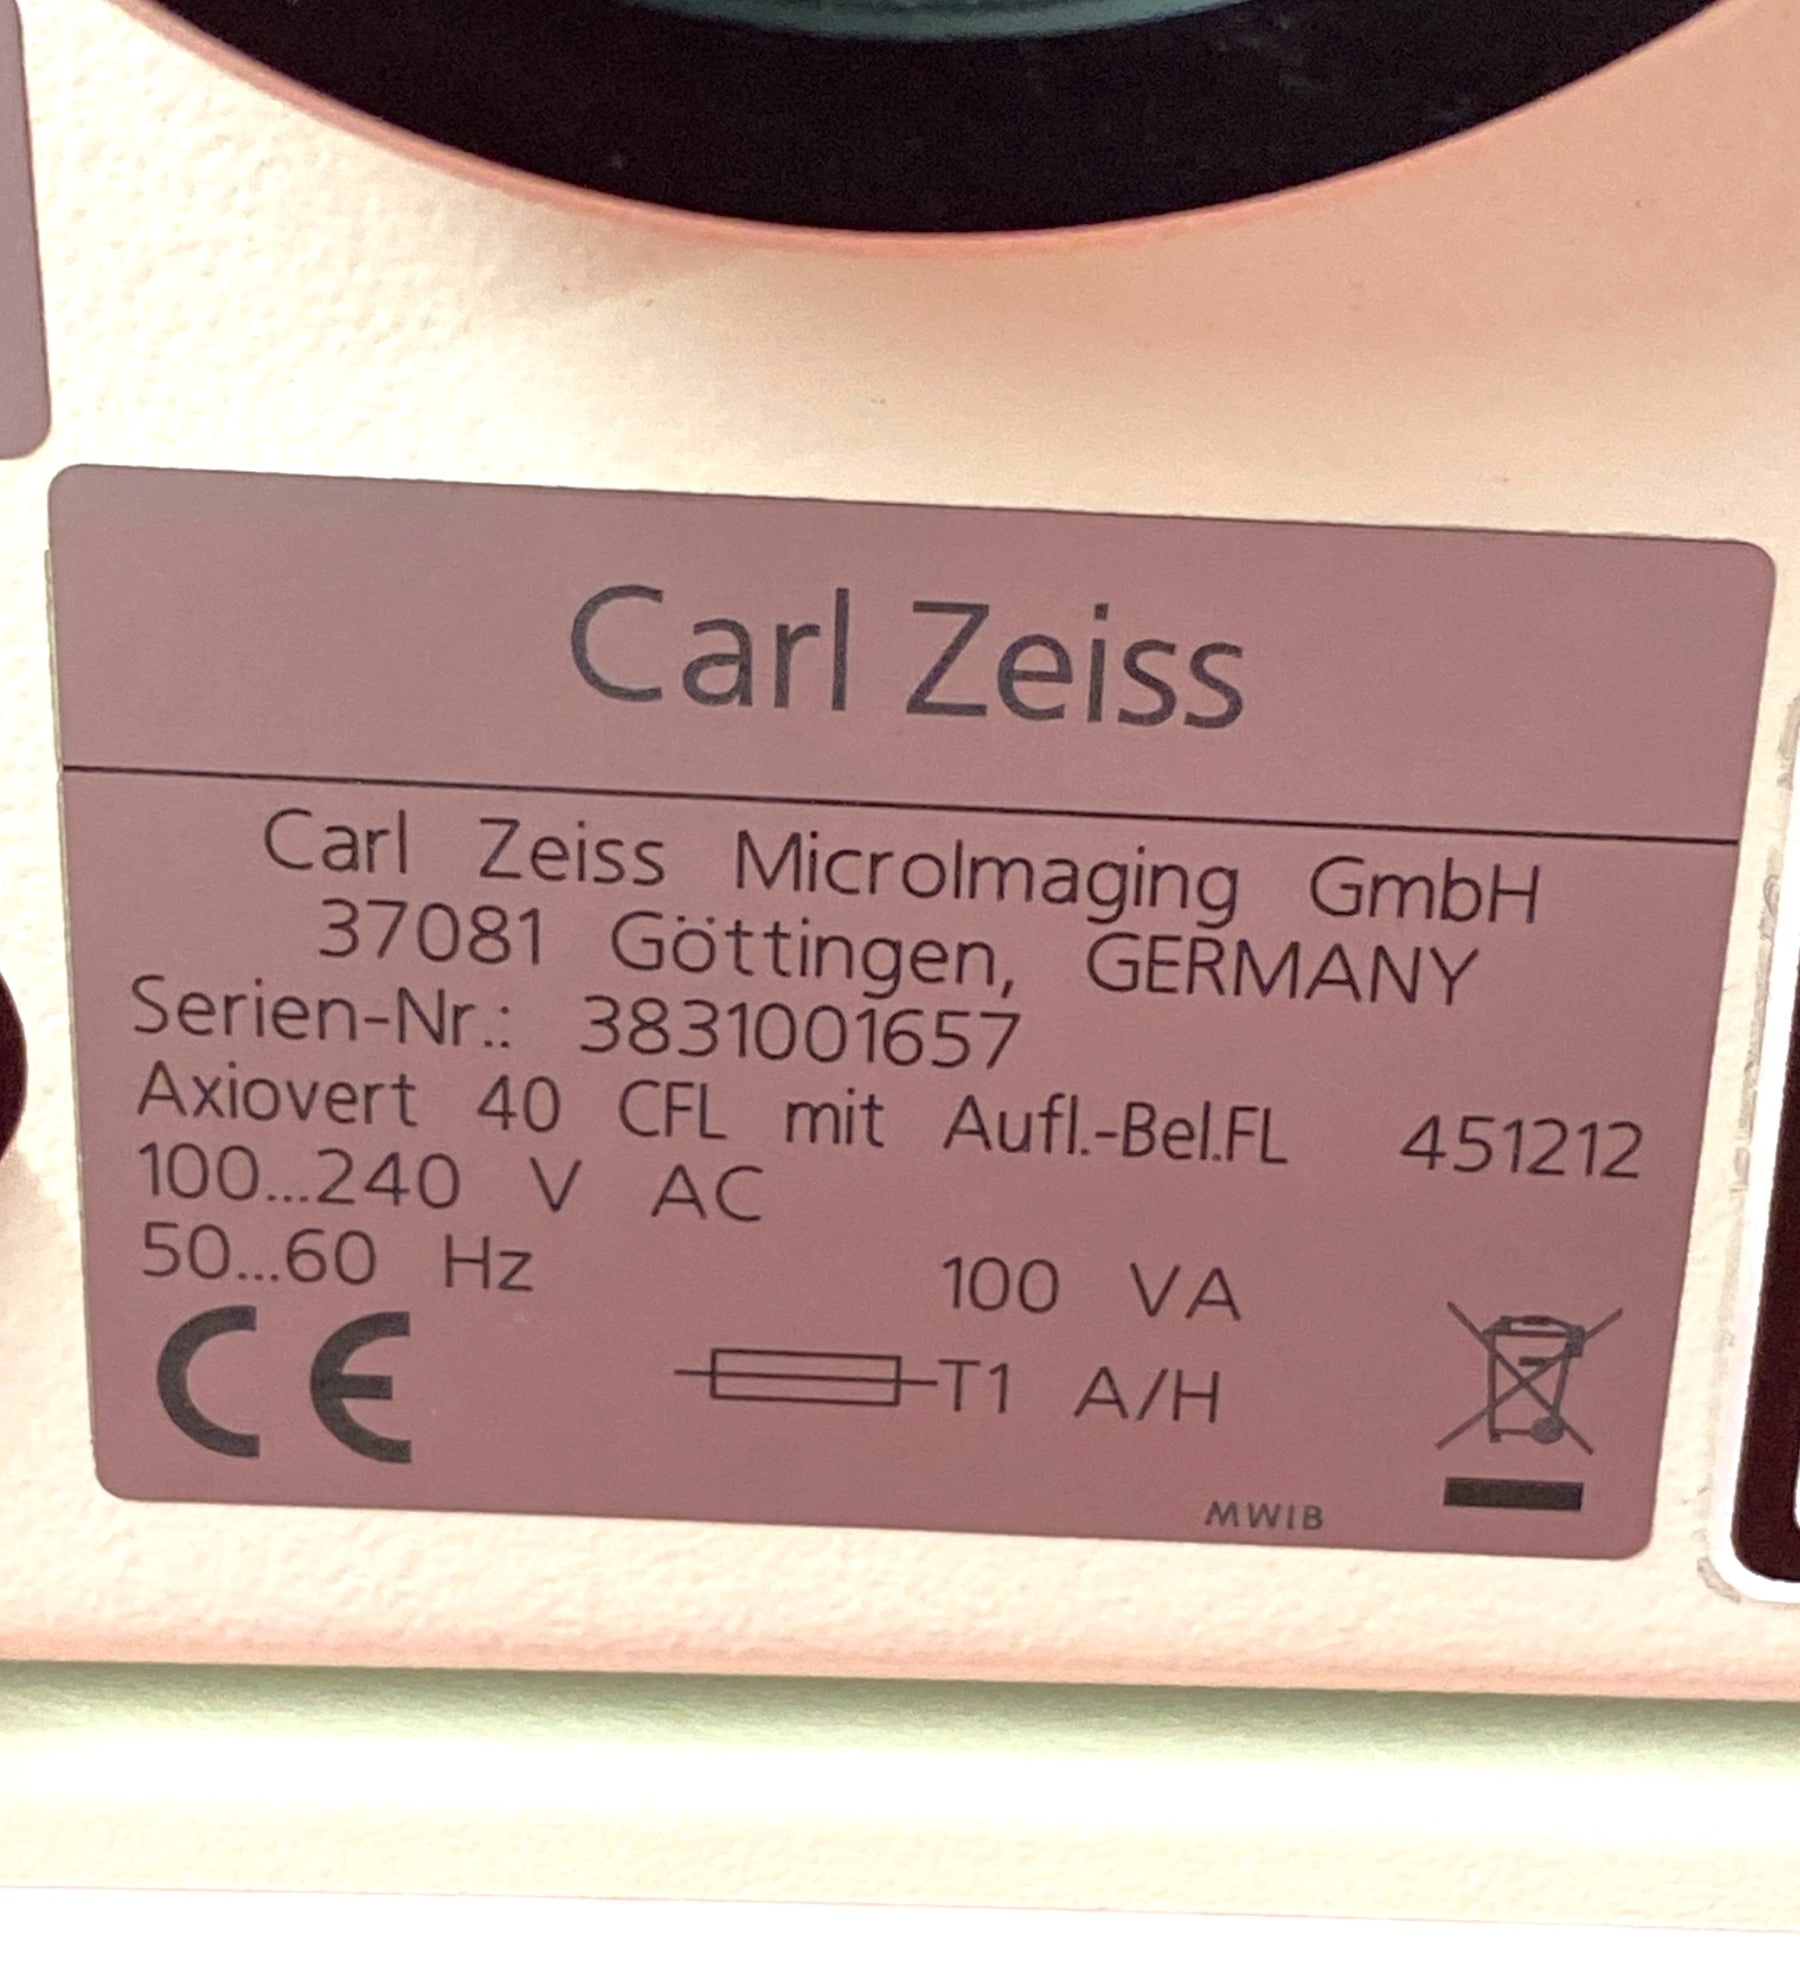 Carl Zeiss
Carl Zeiss MicroImaging GmbH
37081 Göttingen, GERMANY
Serien-Nr.: 3831001657
Axiovert 40 CFL mit Aufl.-Bel.FL 451212
100...240 V AC
50...60 Hz 100 VA
CE T1 A/H
MWIB